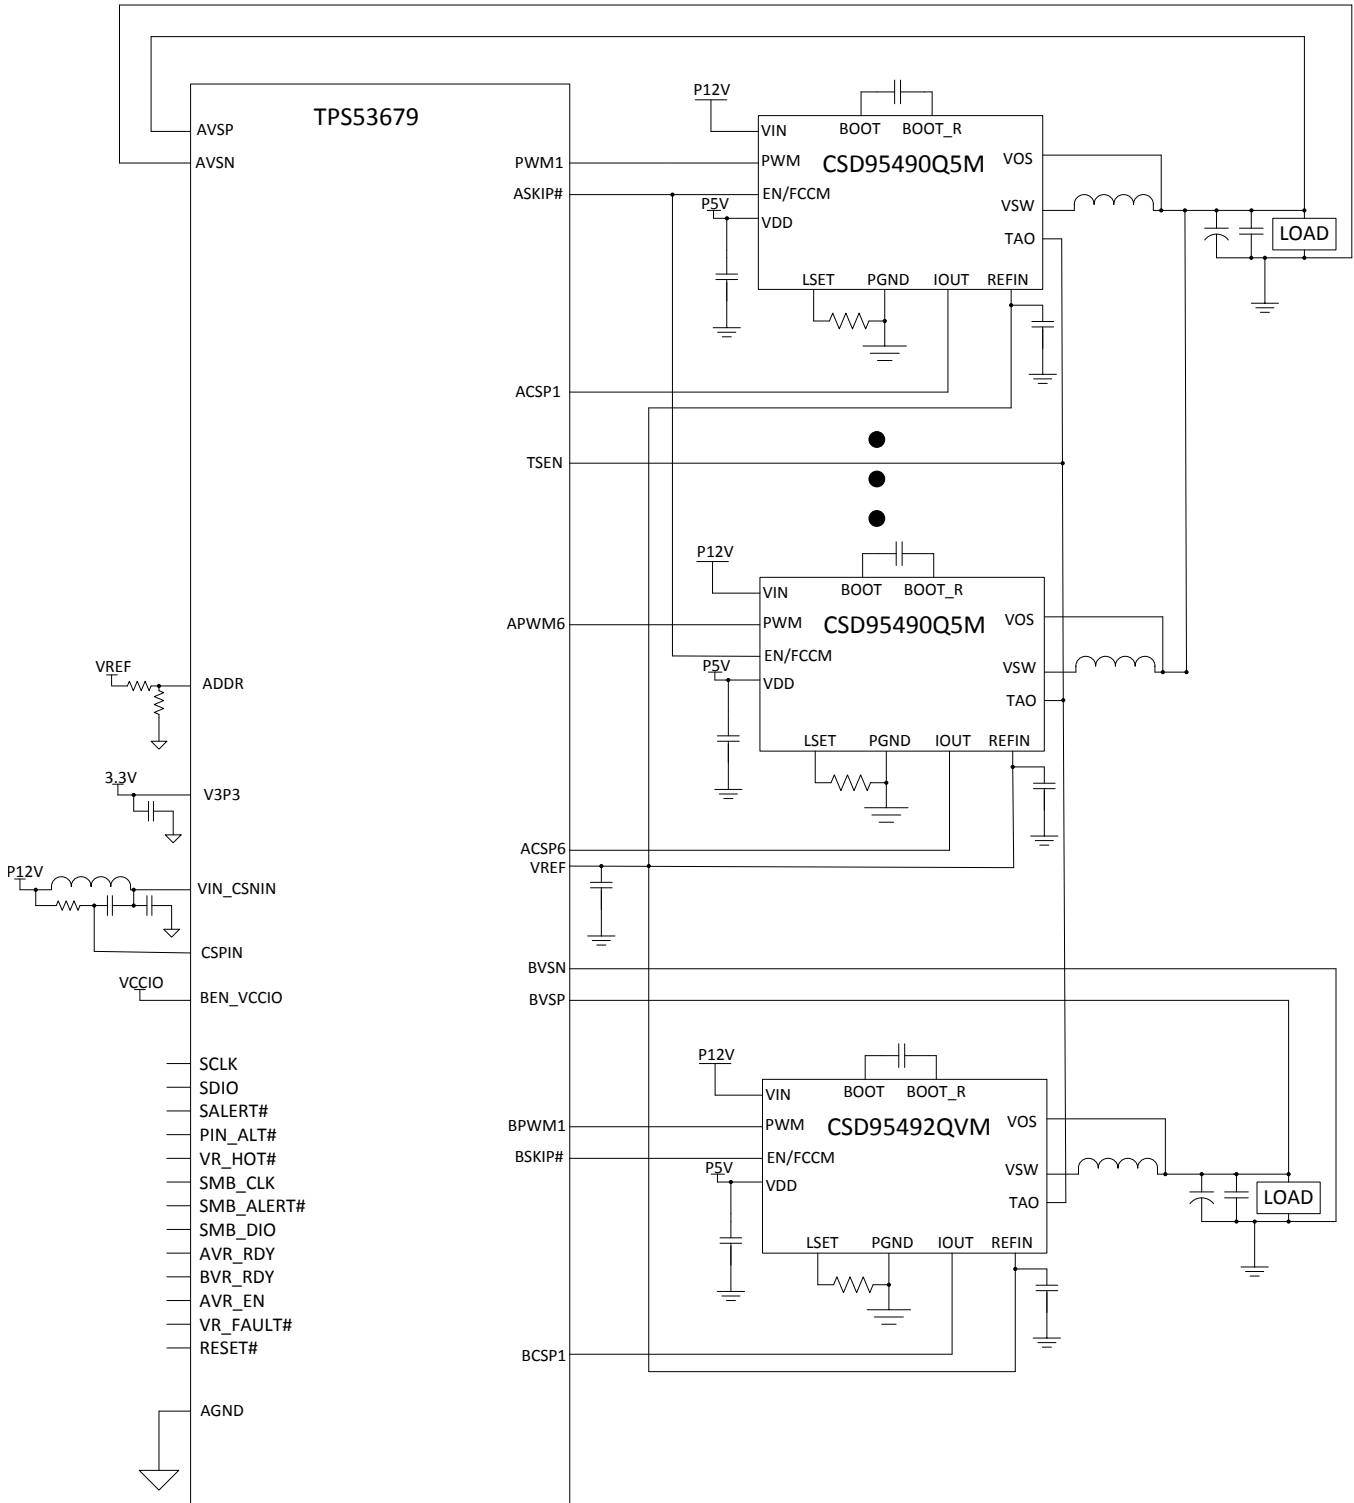 TPS53679
AVSP
AVSN
PWM1
ASKIP#
ACSP1
TSEN
APWM6
ADDR
VREF
V3P3
3.3V
ACSP6
VREF
P12V
VIN_CSNIN
CSPIN
BVSN
VCCIO
BEN_VCCIO
BVSP
SCLK
SDIO
SALERT#
PIN_ALT#
VR_HOT#
SMB_CLK
SMB_ALERT#
SMB_DIO
AVR_RDY
BVR_RDY
AVR_EN
VR_FAULT#
RESET#
BPWM1
BSKIP#
BCSP1
AGND
P12V
VIN
BOOT
BOOT_R
PWM
CSD95490Q5M
VOS
EN/FCCM
P5V
VDD
VSW
TAO
LSET
PGND
IOUT
REFIN
LOAD
P12V
VIN
BOOT
BOOT_R
PWM
CSD95490Q5M
VOS
EN/FCCM
P5V
VDD
VSW
TAO
LSET
PGND
IOUT
REFIN
P12V
VIN
BOOT
BOOT_R
PWM
CSD95492QVM
VOS
EN/FCCM
P5V
VDD
VSW
TAO
LSET
PGND
IOUT
REFIN
LOAD